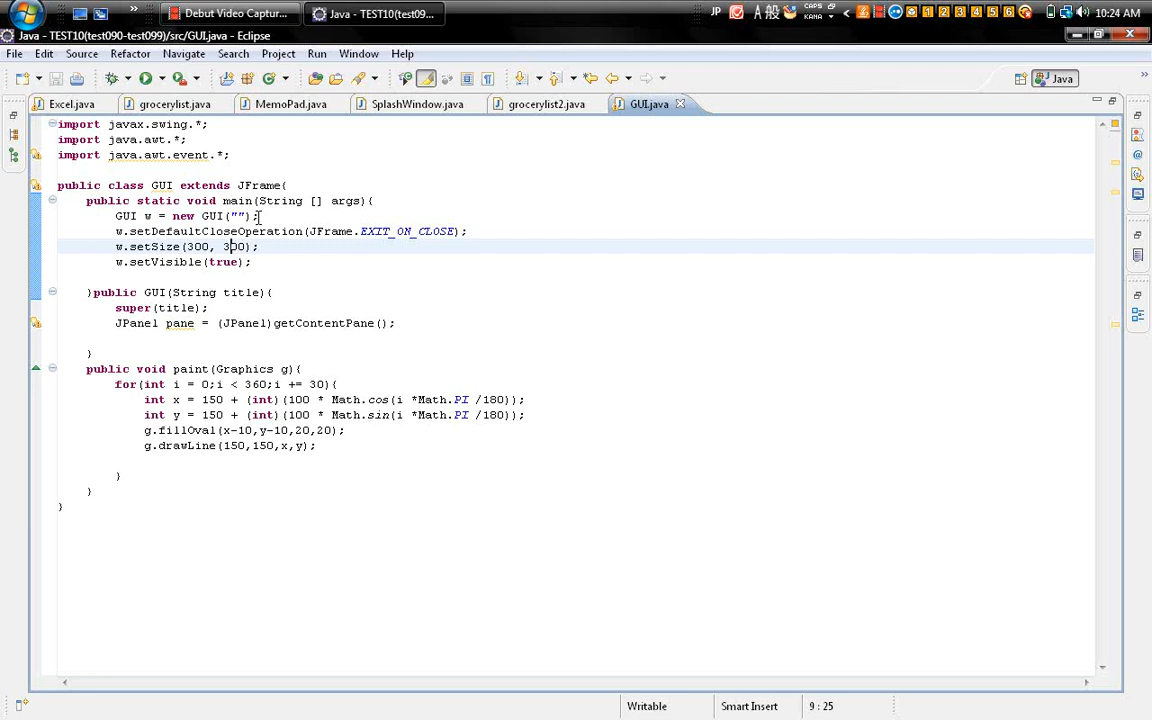 Debut Video Captur...
Java - TEST10(test09...
JP
A
般
CAPS
KANA
10:24 AM
Java - TEST10(test090-test099)/src/GUI.java - Eclipse
File Edit Source Refactor Navigate Search Project Run Window Help
Java
Excel.java grocerylist.java MemoPad.java SplashWindow.java grocerylist2.java GUI.java
import javax.swing.*;
import java.awt.*;
import java.awt.event.*;
public class GUI extends JFrame{
public static void main(String [] args){
GUI w = new GUI("");
w.setDefaultCloseOperation(JFrame.EXIT_ON_CLOSE);
w.setSize(300, 300);
w.setVisible(true);
}public GUI(String title){
super(title);
JPanel pane = (JPanel)getContentPane();
}
public void paint(Graphics g){
for(int i = 0;i < 360;i += 30){
int x = 150 + (int)(100 * Math.cos(i *Math.PI /180));
int y = 150 + (int)(100 * Math.sin(i *Math.PI /180));
g.fillOval(x-10,y-10,20,20);
g.drawLine(150,150,x,y);
}
}
}
Writable Smart Insert 9 : 25